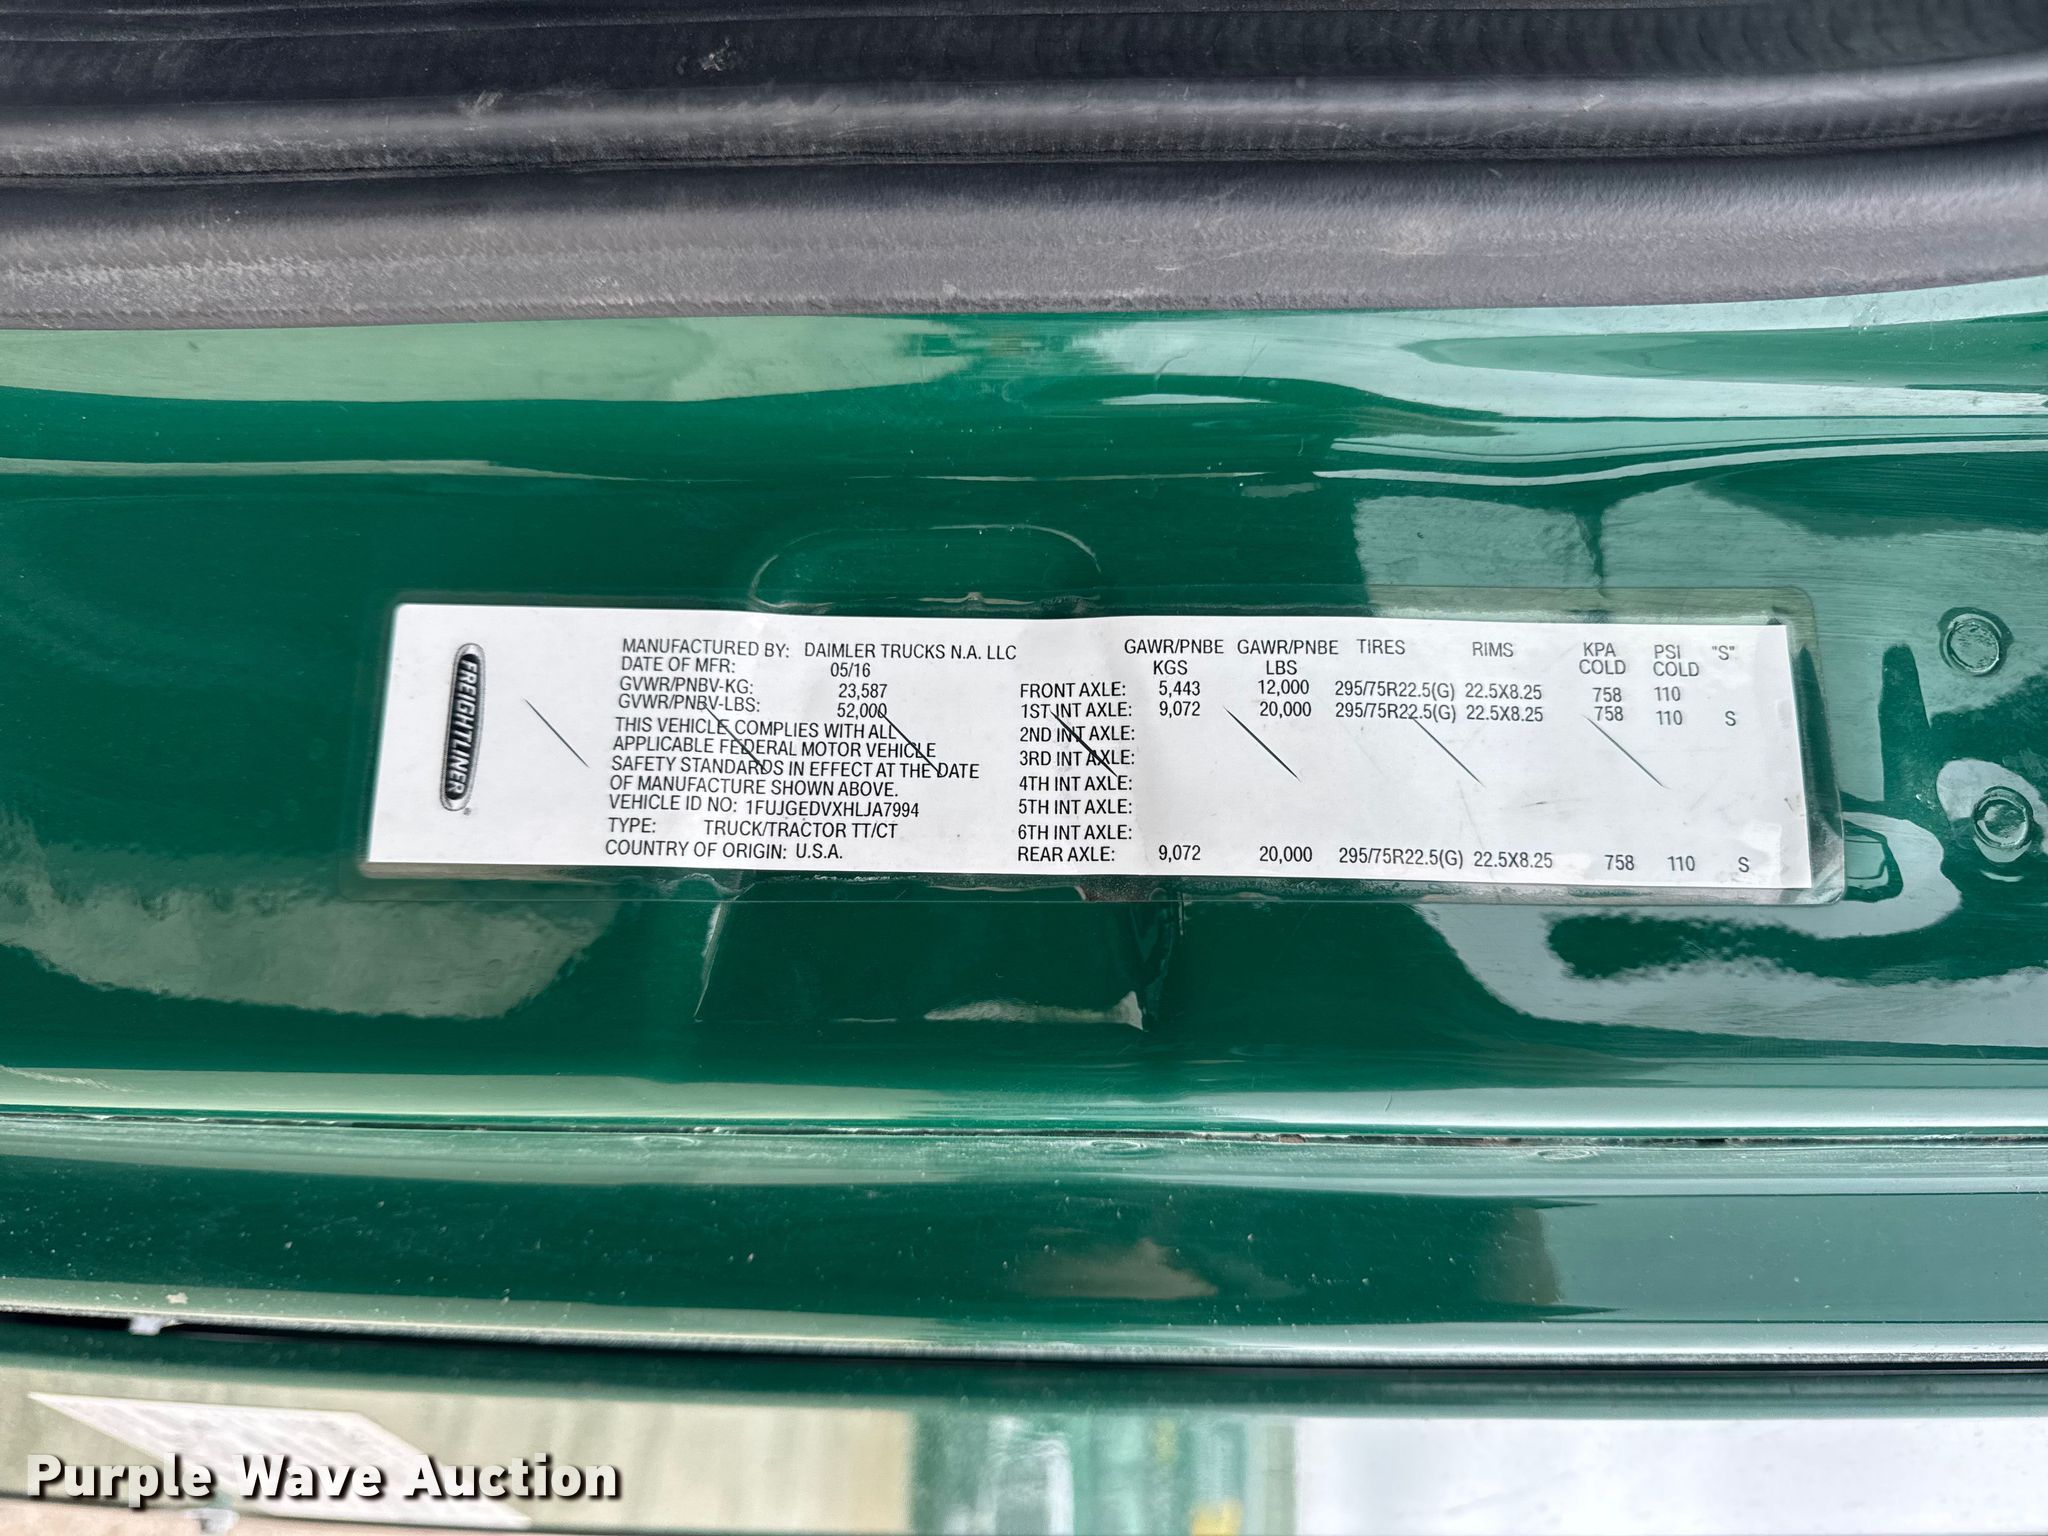 FREIGHTLINER
®
MANUFACTURED BY: DAIMLER TRUCKS N.A. LLC
DATE OF MFR: 05/16
GVWR/PNBV-KG: 23,587
GVWR/PNBV-LBS: 52,000
THIS VEHICLE COMPLIES WITH ALL
APPLICABLE FEDERAL MOTOR VEHICLE
SAFETY STANDARDS IN EFFECT AT THE DATE
OF MANUFACTURE SHOWN ABOVE.
VEHICLE ID NO: 1FUJGEDVXHLJA7994
TYPE: TRUCK/TRACTOR TT/CT
COUNTRY OF ORIGIN: U.S.A.
GAWR/PNBE GAWR/PNBE TIRES RIMS KPA PSI "S"
KGS LBS COLD COLD
FRONT AXLE: 5,443 12,000 295/75R22.5(G) 22.5X8.25 758 110
1ST INT AXLE: 9,072 20,000 295/75R22.5(G) 22.5X8.25 758 110 S
2ND INT AXLE:
3RD INT AXLE:
4TH INT AXLE:
5TH INT AXLE:
6TH INT AXLE:
REAR AXLE: 9,072 20,000 295/75R22.5(G) 22.5X8.25 758 110 S
Purple Wave Auction